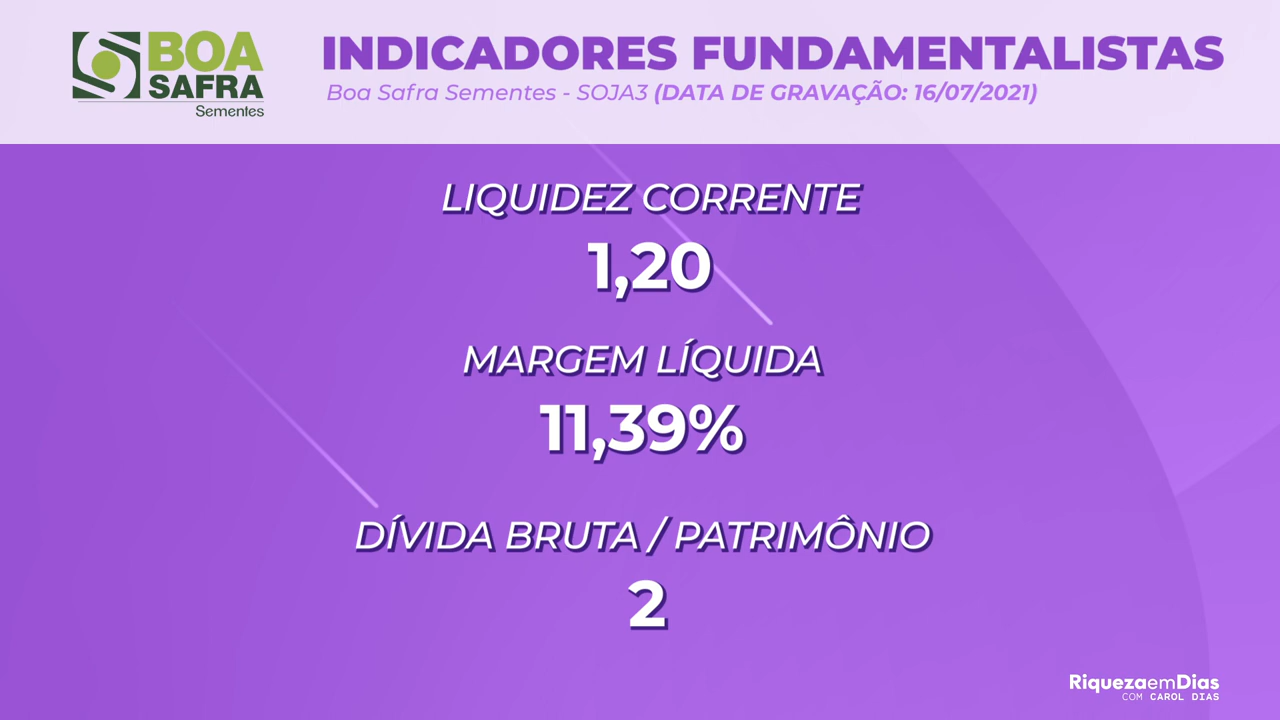 BOA
SAFRA
Sementes
INDICADORES FUNDAMENTALISTAS
Boa Safra Sementes - SOJA3 (DATA DE GRAVAÇÃO: 16/07/2021)
LIQUIDEZ CORRENTE
1,20
MARGEM LÍQUIDA
11,39%
DÍVIDA BRUTA / PATRIMÔNIO
2
RiquezaemDias
COM CAROL DIAS